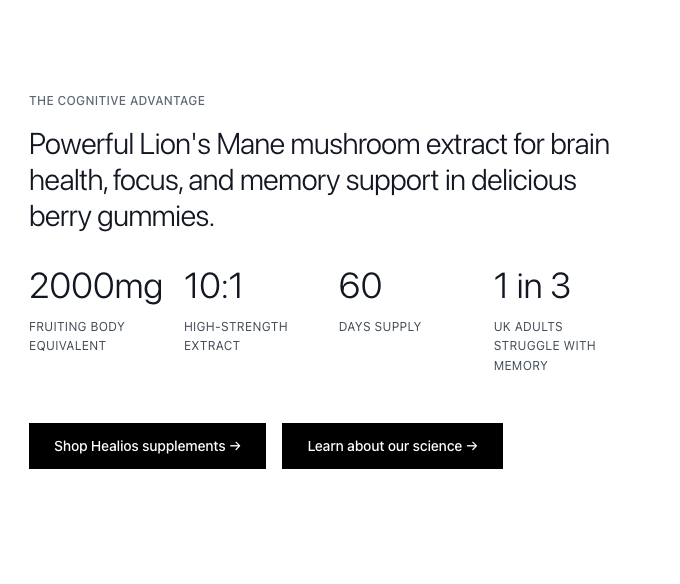 THE COGNITIVE ADVANTAGE
Powerful Lion's Mane mushroom extract for brain
health, focus, and memory support in delicious
berry gummies.
2000mg
FRUITING BODY
EQUIVALENT
10:1
HIGH-STRENGTH
EXTRACT
60
DAYS SUPPLY
1 in 3
UK ADULTS
STRUGGLE WITH
MEMORY
Shop Healios supplements →
Learn about our science →